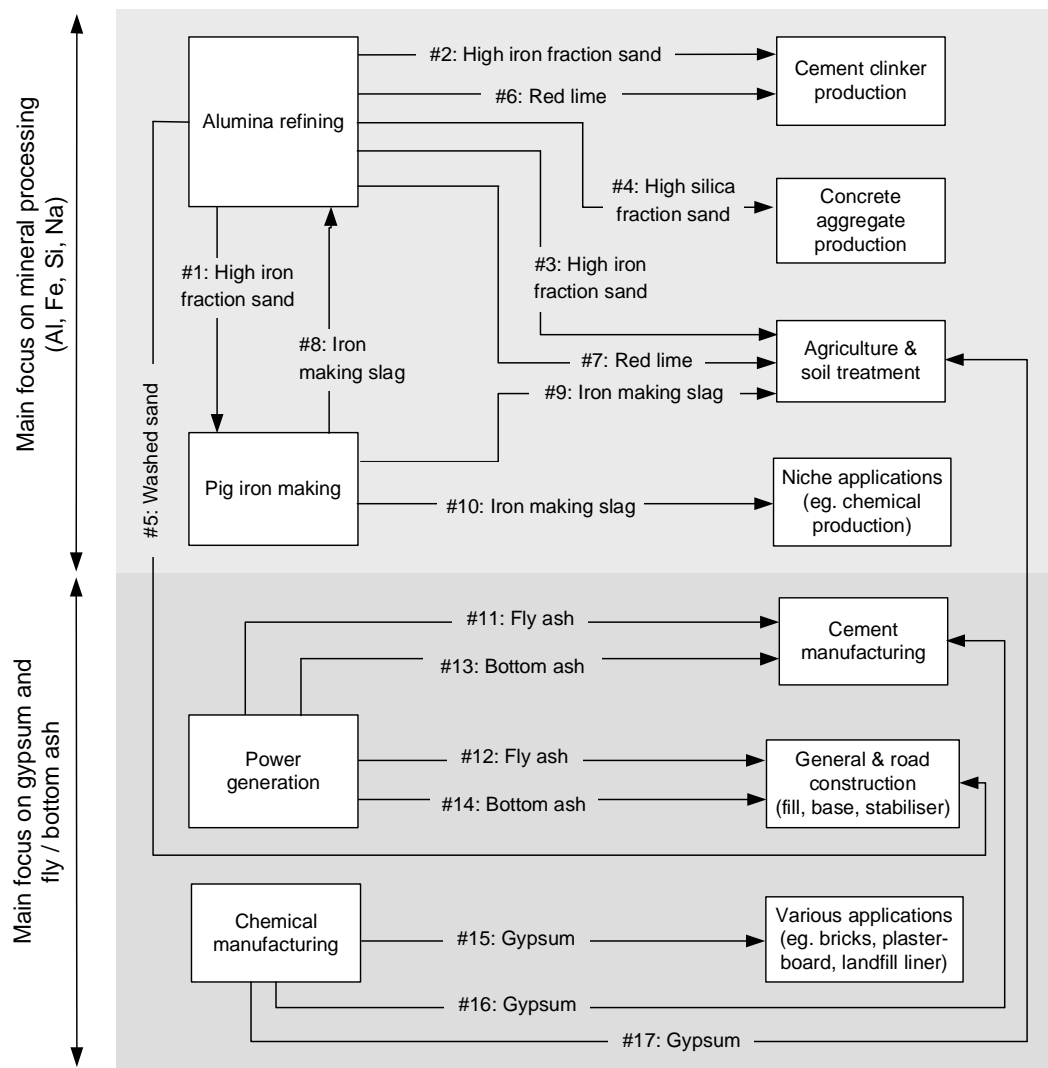 Main focus on mineral processing
(Al, Fe, Si, Na)
Alumina refining
#2: High iron fraction sand
#6: Red lime
Cement clinker
production
#4: High silica
fraction sand
Concrete
aggregate
production
#1: High iron
fraction sand
#3: High iron
fraction sand
#8: Iron
making slag
#7: Red lime
#9: Iron making slag
Agriculture &
soil treatment
#5: Washed sand
Pig iron making
#10: Iron making slag
Niche applications
(eg. chemical
production)
Main focus on gypsum and
fly / bottom ash
#11: Fly ash
#13: Bottom ash
Cement
manufacturing
Power
generation
#12: Fly ash
#14: Bottom ash
General & road
construction
(fill, base, stabiliser)
Chemical
manufacturing
#15: Gypsum
Various applications
(eg. bricks, plaster-
board, landfill liner)
#16: Gypsum
#17: Gypsum